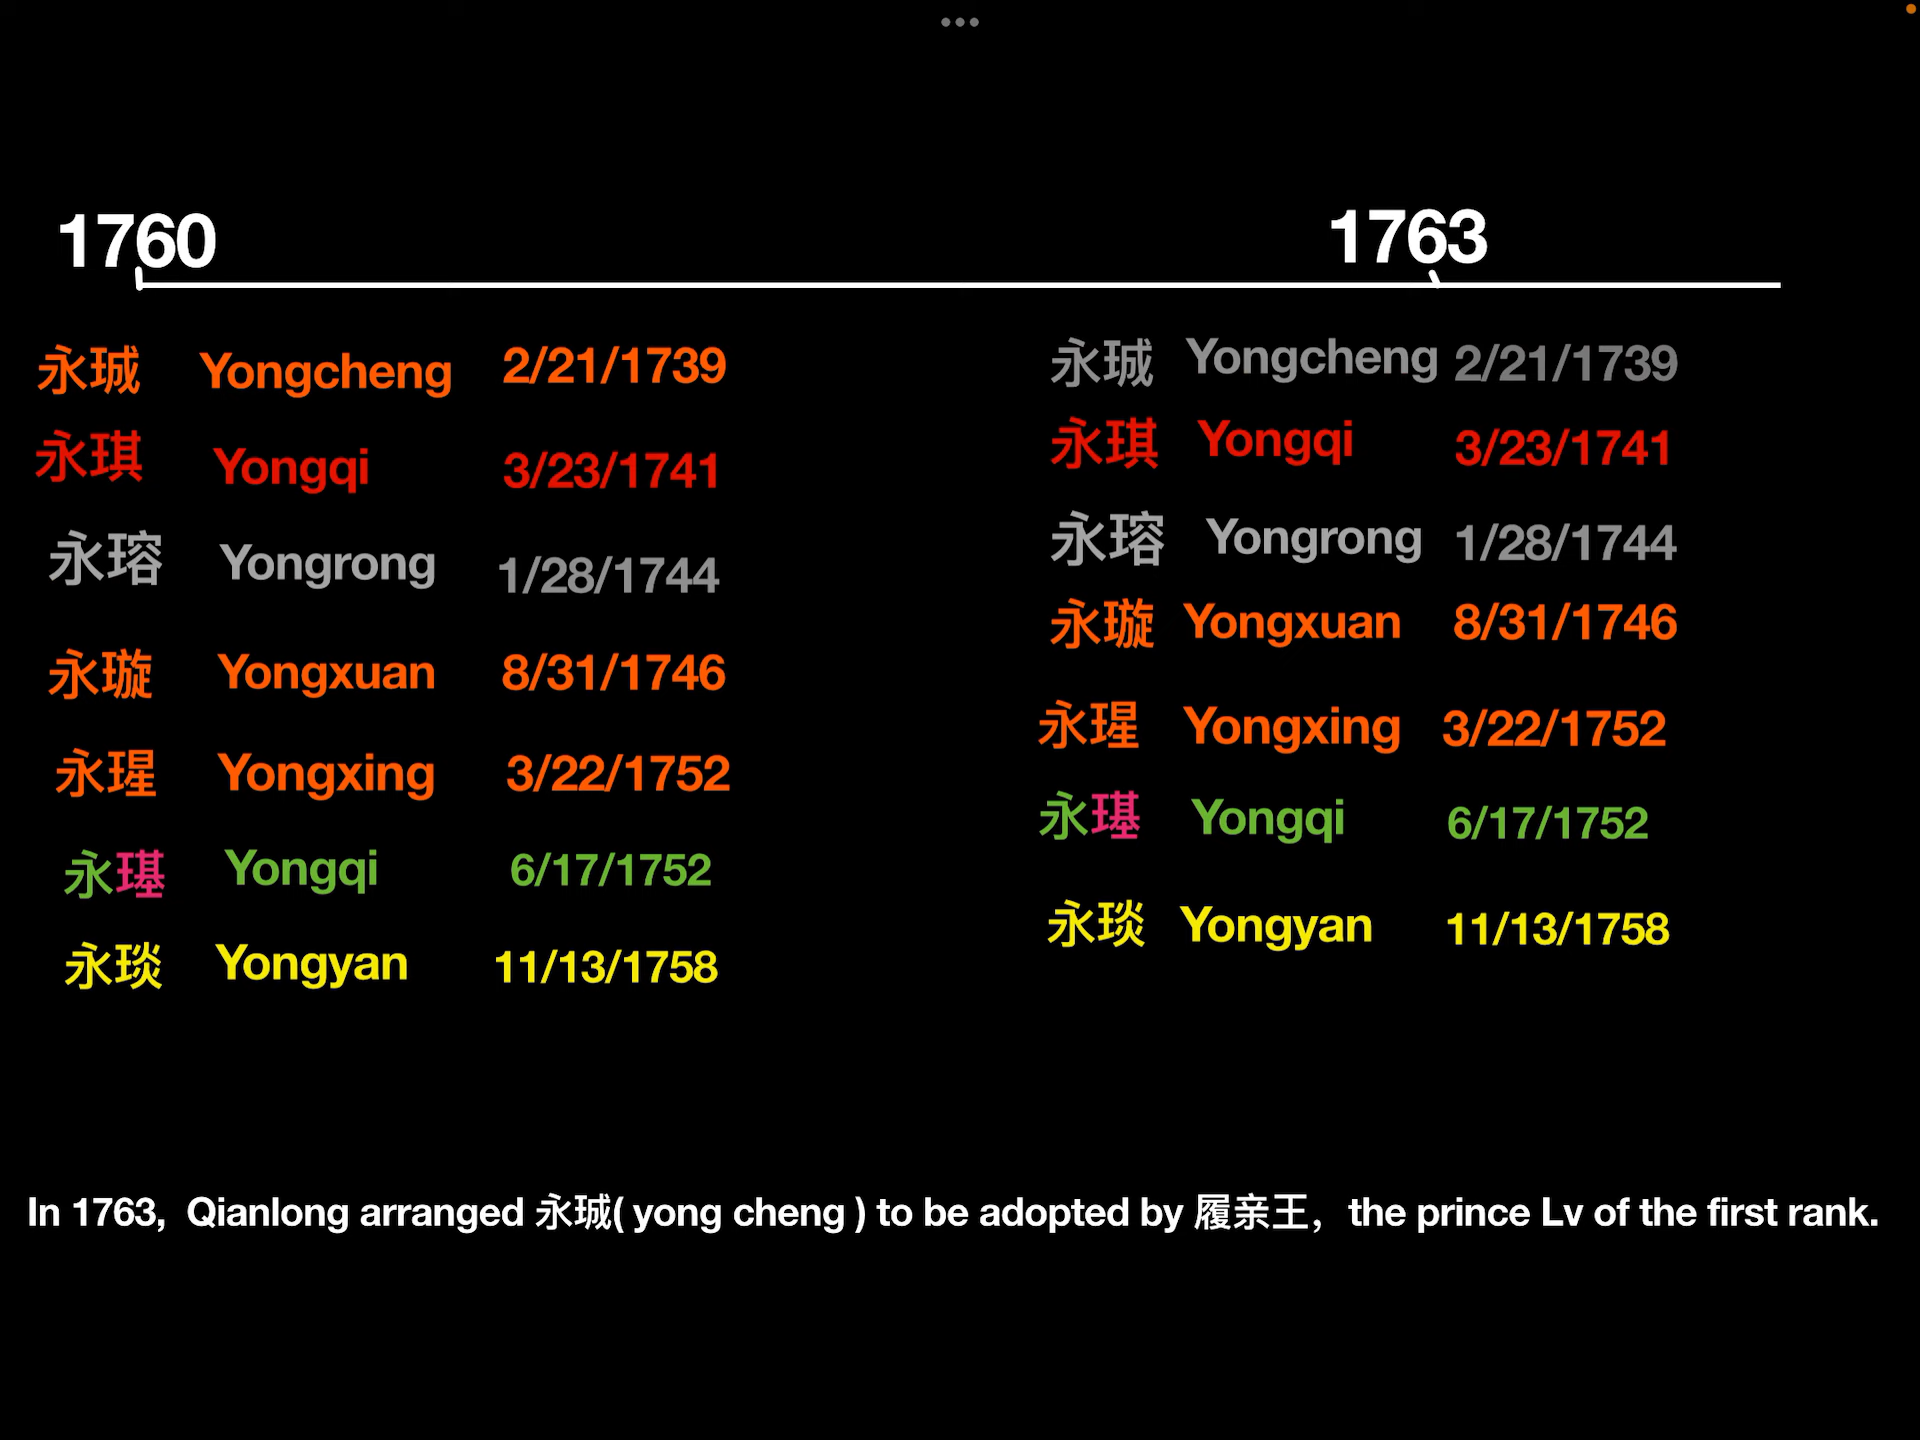 1760 1763
永珹 Yongcheng 2/21/1739
永琪 Yongqi 3/23/1741
永瑢 Yongrong 1/28/1744
永璇 Yongxuan 8/31/1746
永瑆 Yongxing 3/22/1752
永璂 Yongqi 6/17/1752
永琰 Yongyan 11/13/1758
永珹 Yongcheng 2/21/1739
永琪 Yongqi 3/23/1741
永瑢 Yongrong 1/28/1744
永璇 Yongxuan 8/31/1746
永瑆 Yongxing 3/22/1752
永璂 Yongqi 6/17/1752
永琰 Yongyan 11/13/1758
In 1763, Qianlong arranged 永珹( yong cheng ) to be adopted by 履亲王，the prince Lv of the first rank.